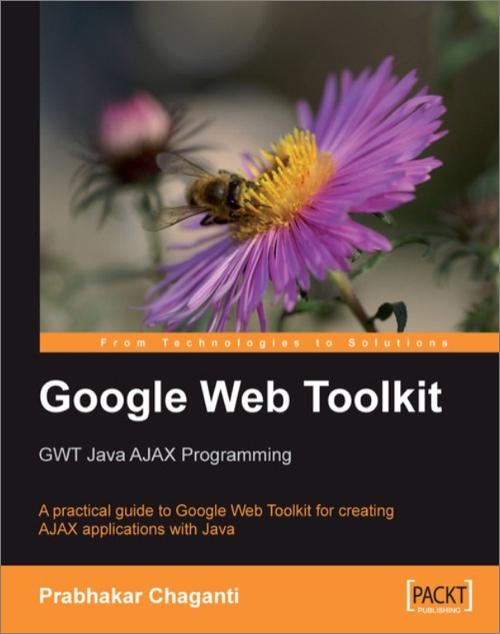 From Technologies to Solutions
Google Web Toolkit
GWT Java AJAX Programming
A practical guide to Google Web Toolkit for creating
AJAX applications with Java
Prabhakar Chaganti
[PACKT]
PUBLISHING